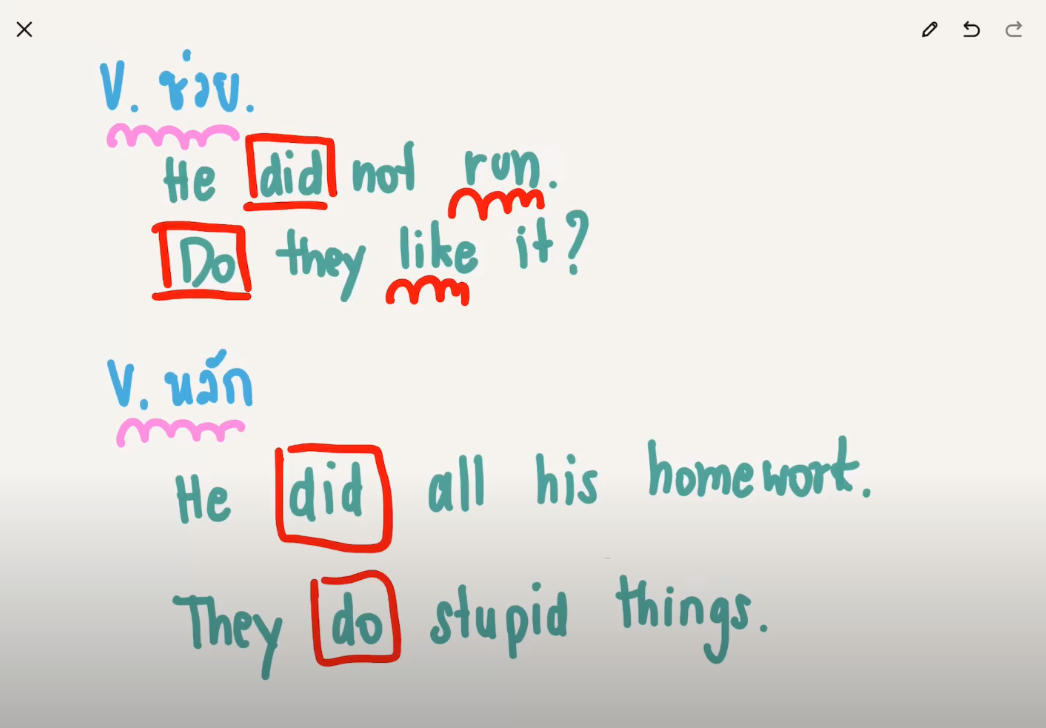 V. ช่วย.
He did not run.
Do they like it?
V. หลัก
He did all his homework.
They do stupid things.